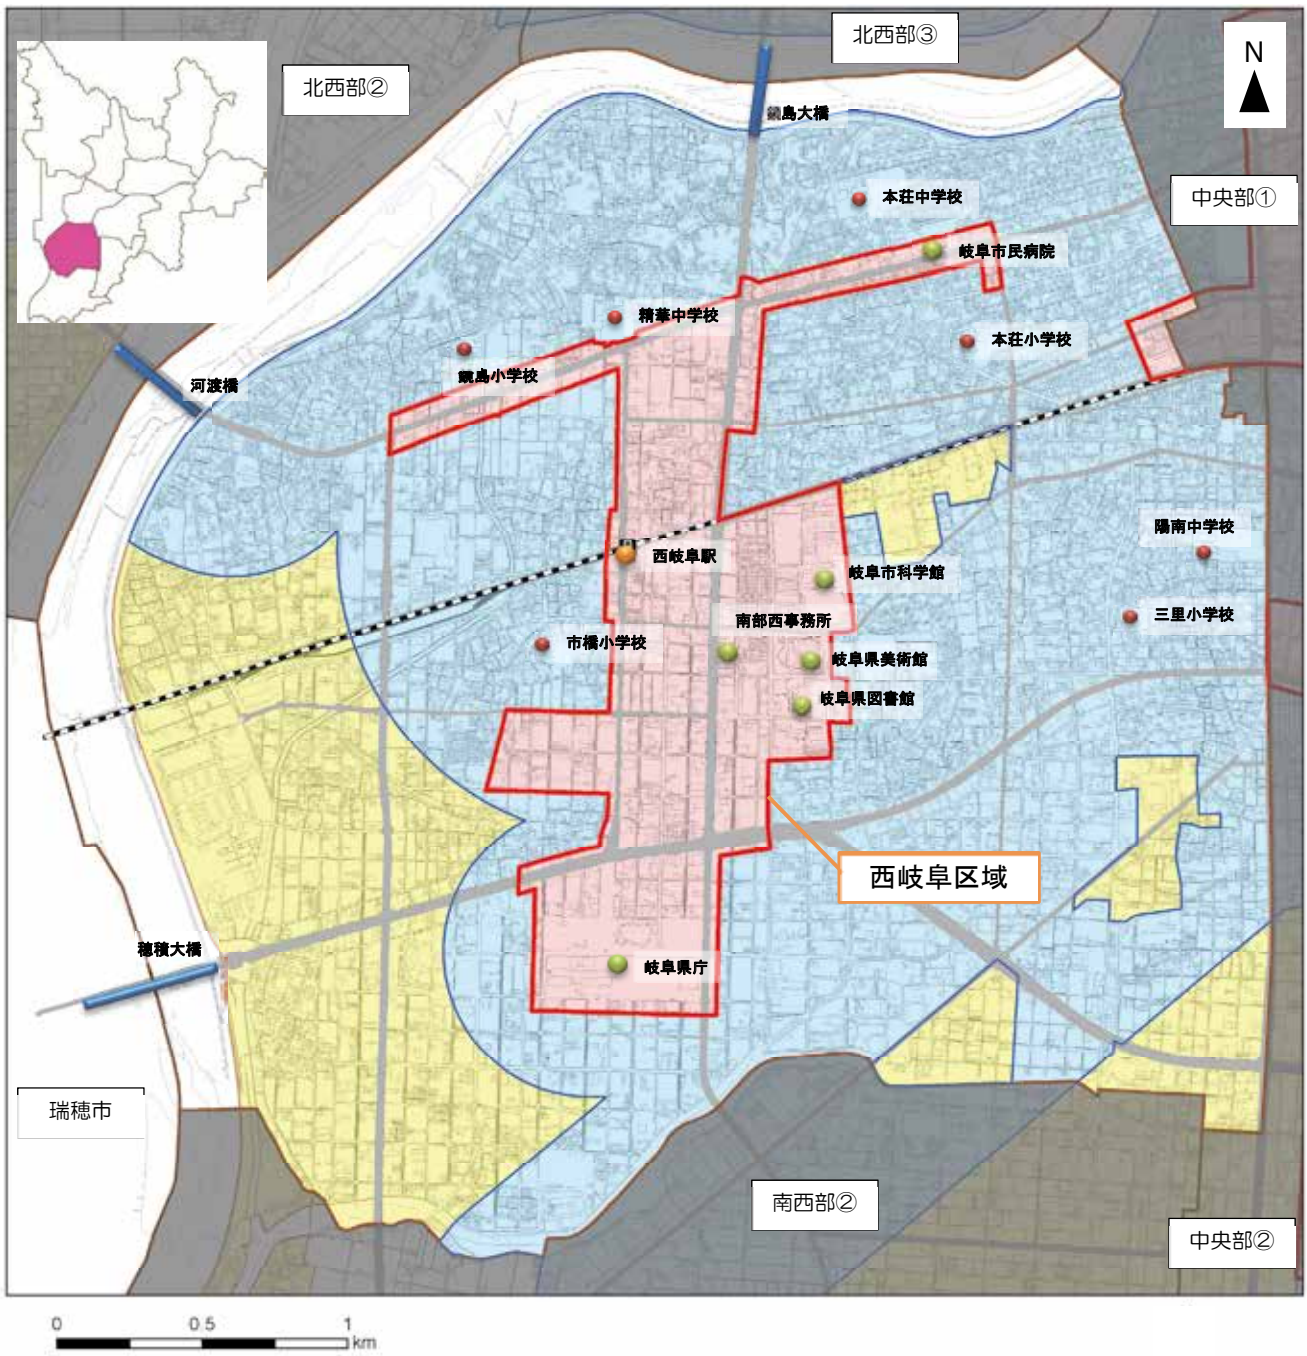 北西部③
N
北西部②
鏡島大橋
中央部①
本荘中学校
岐阜市民病院
精華中学校
本荘小学校
鏡島小学校
河渡橋
陽南中学校
西岐阜駅
岐阜市科学館
三里小学校
南部西事務所
市橋小学校
岐阜県美術館
岐阜県図書館
西岐阜区域
穂積大橋
岐阜県庁
瑞穂市
南西部②
中央部②
0 0.5 1
km